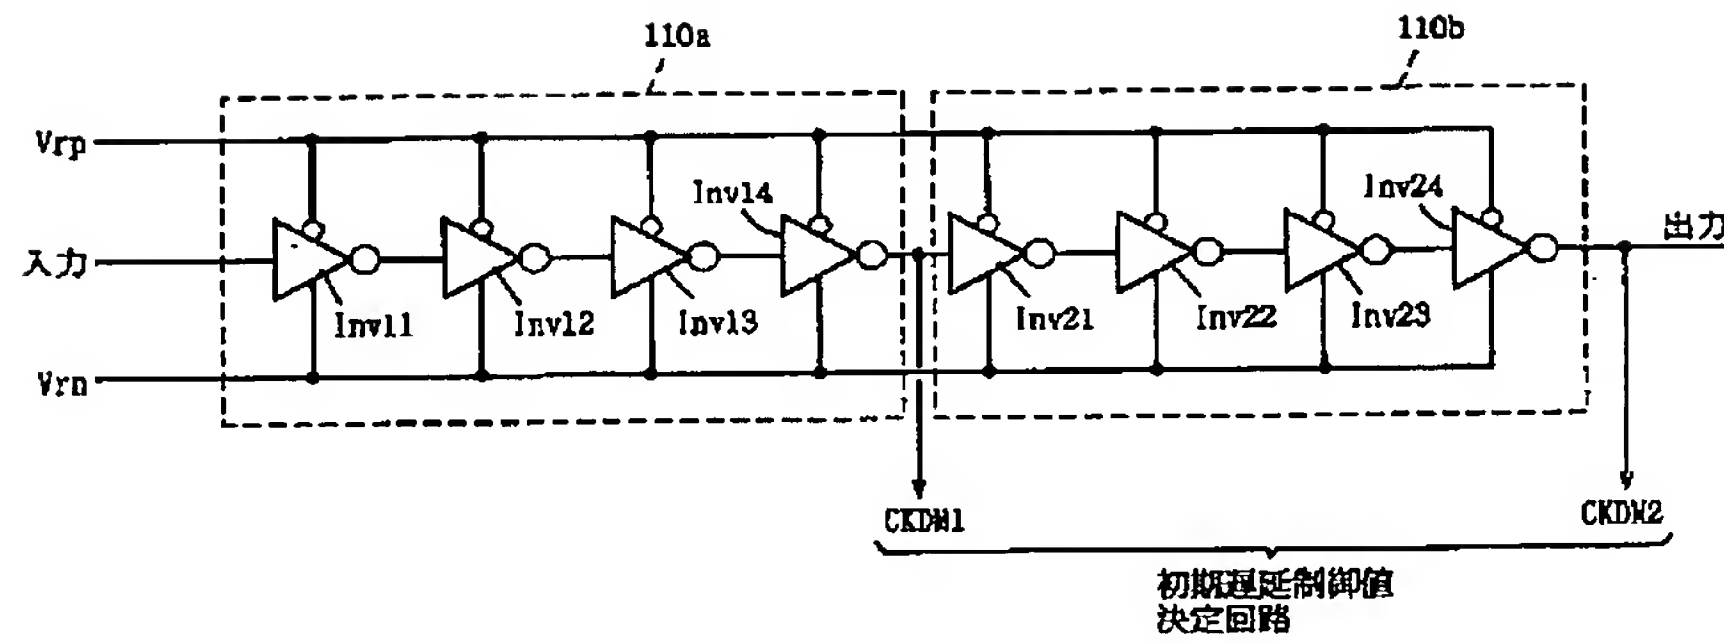 110a
110b
Vrp
Inv14
Inv24
入力
出力
Inv11
Inv12
Inv13
Inv21
Inv22
Inv23
Vrn
CKDM1
CKDM2
初期遅延制御値
決定回路